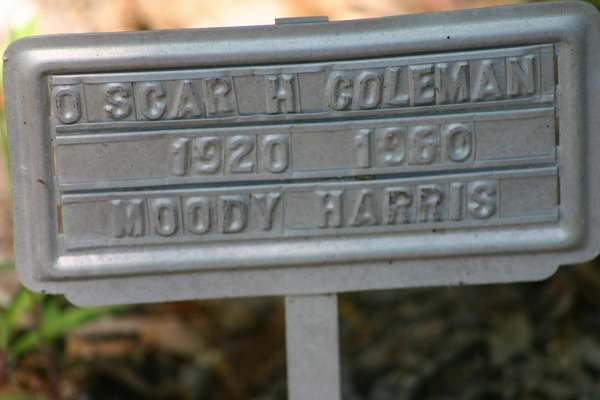 OSCAR H COLEMAN
1920 1960
MOODY HARRIS